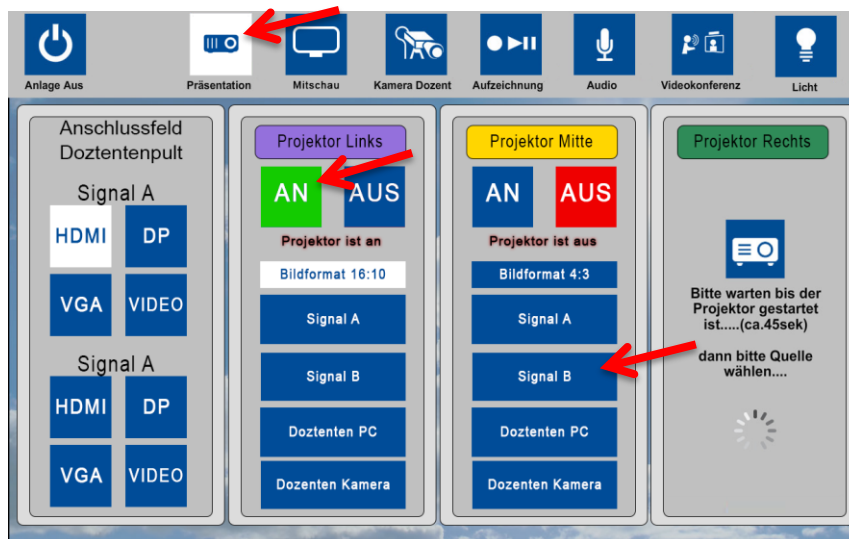 Anlage Aus
Präsentation
Mitschau
Kamera Dozent
Aufzeichnung
Audio
Videokonferenz
Licht
Anschlussfeld
Doztentenpult
Signal A
HDMI DP
VGA VIDEO
Signal A
HDMI DP
VGA VIDEO
Projektor Links
AN AUS
Projektor ist an
Bildformat 16:10
Signal A
Signal B
Doztenten PC
Dozenten Kamera
Projektor Mitte
AN AUS
Projektor ist aus
Bildformat 4:3
Signal A
Signal B
Doztenten PC
Dozenten Kamera
Projektor Rechts
Bitte warten bis der
Projektor gestartet
ist.....(ca.45sek)
dann bitte Quelle
wählen....